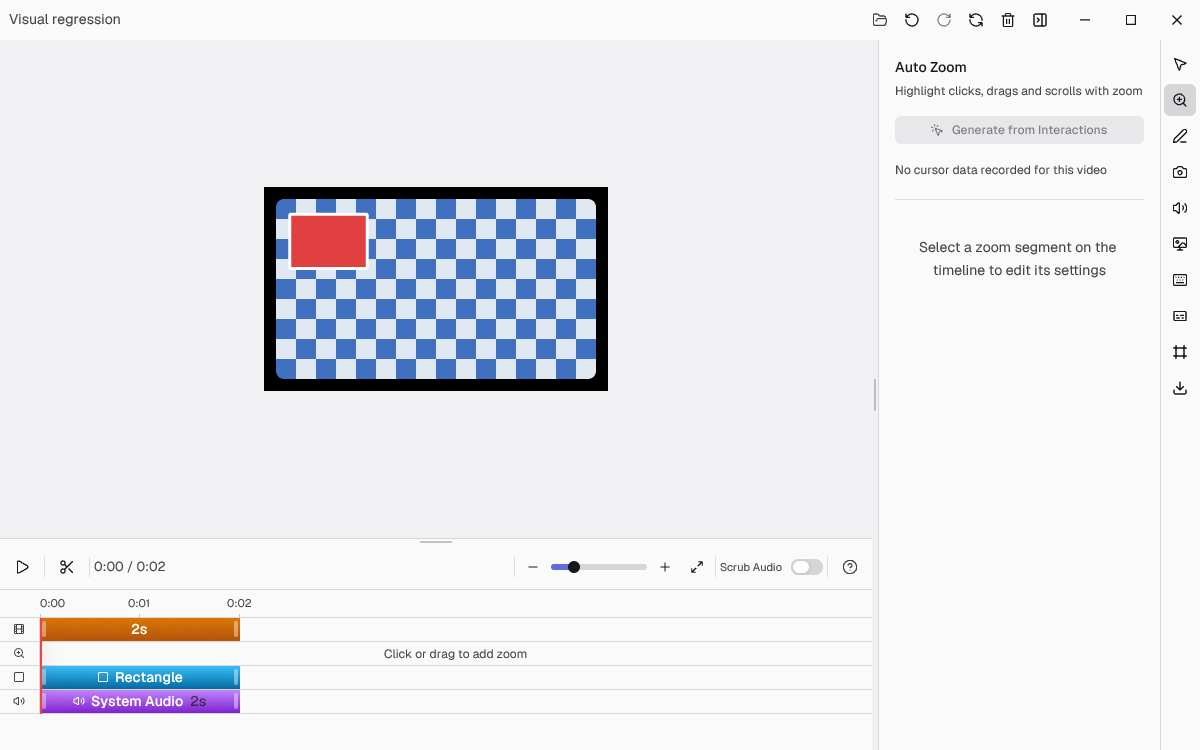 Visual regression
Auto Zoom
Highlight clicks, drags and scrolls with zoom
Generate from Interactions
No cursor data recorded for this video
Select a zoom segment on the
timeline to edit its settings
0:00 / 0:02
Scrub Audio
0:00 0:01 0:02
2s
Click or drag to add zoom
Rectangle
System Audio 2s